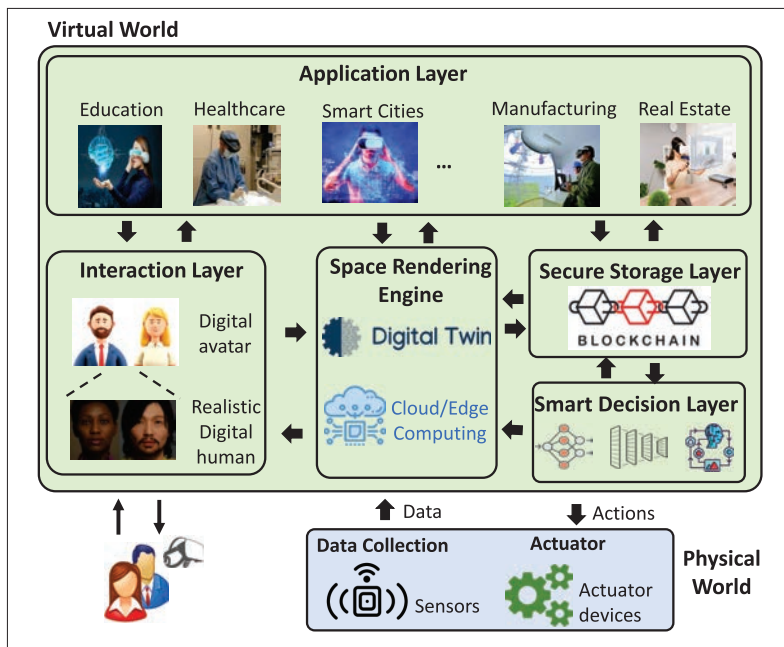 Virtual World
Application Layer
Education
Healthcare
Smart Cities
Manufacturing
Real Estate
...
Interaction Layer
Digital
avatar
Realistic
Digital
human
Space Rendering
Engine
Digital Twin
Cloud/Edge
Computing
Secure Storage Layer
BLOCKCHAIN
Smart Decision Layer
Data
Actions
Data Collection
Sensors
Actuator
Actuator
devices
Physical
World